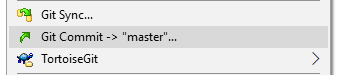 Git Sync...
Git Commit -> "master"...
TortoiseGit